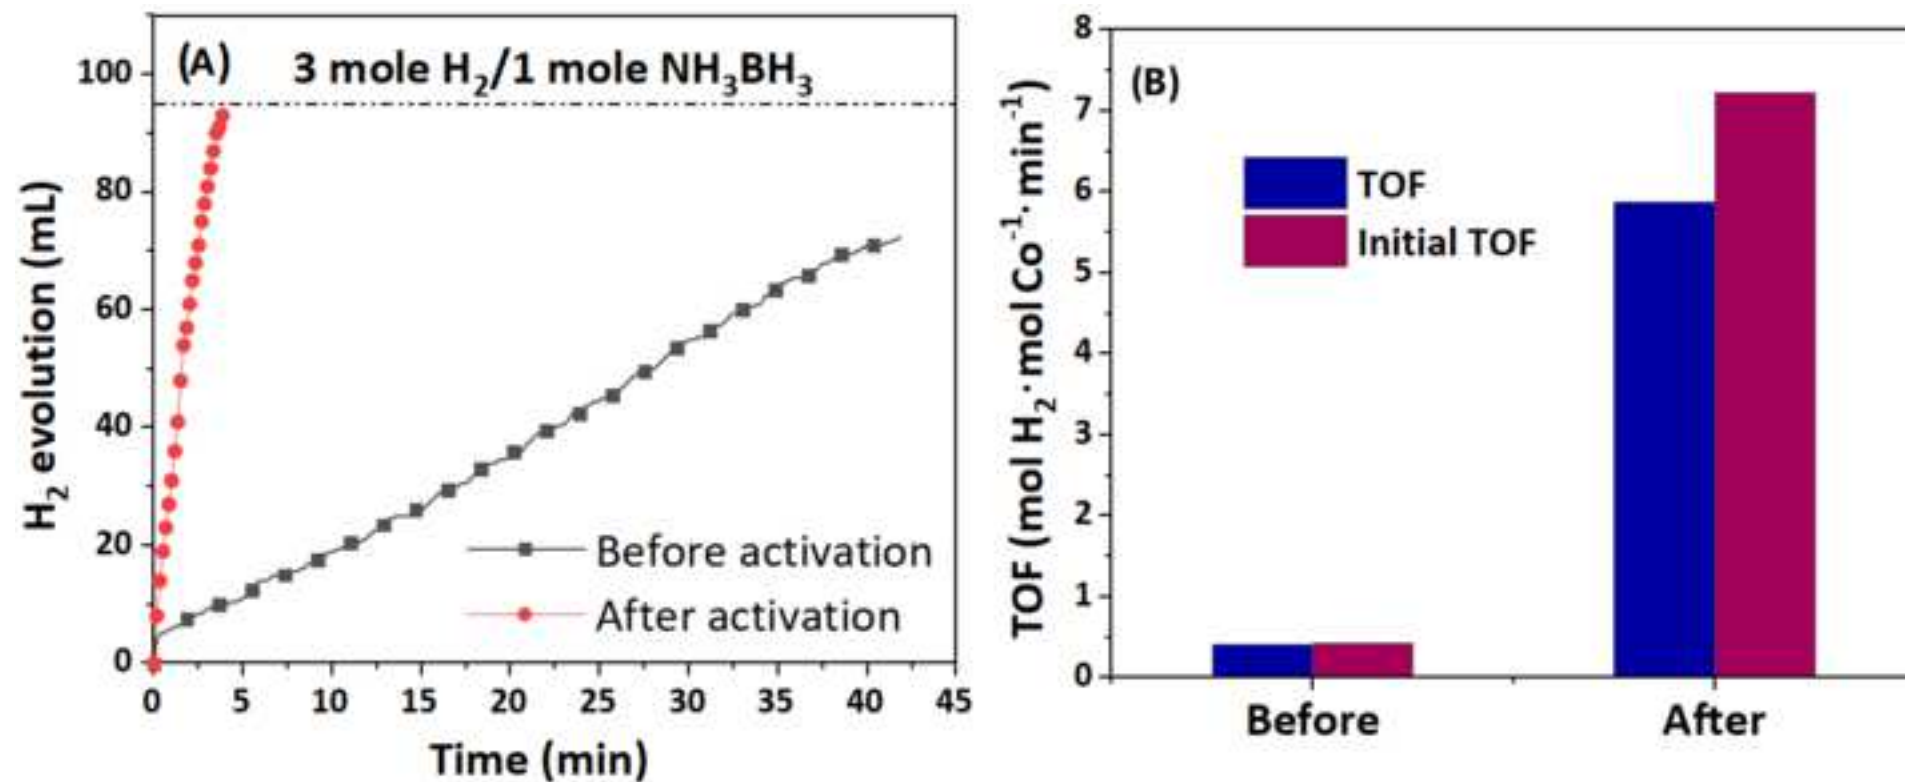 (A)
3 mole H₂/1 mole NH₃BH₃
H₂ evolution (mL)
100
80
60
40
20
0
Before activation
After activation
0 5 10 15 20 25 30 35 40 45
Time (min)
(B)
TOF (mol H₂· mol Co⁻¹· min⁻¹)
8
7
6
5
4
3
2
1
0
TOF
Initial TOF
Before After